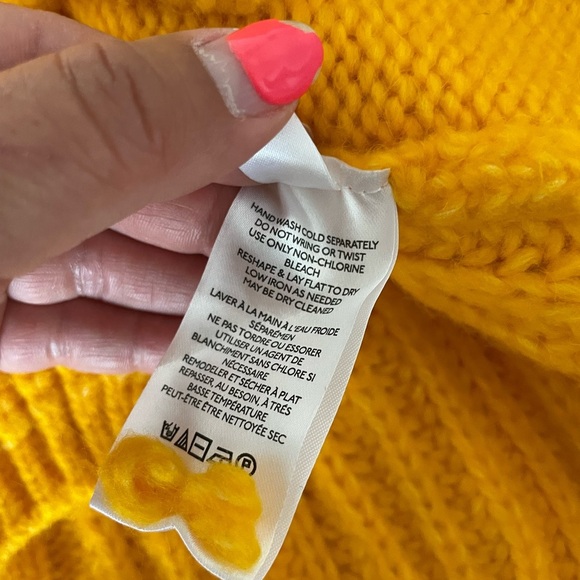 HAND WASH COLD SEPARATELY
DO NOT WRING OR TWIST
USE ONLY NON-CHLORINE
BLEACH
RESHAPE & LAY FLAT TO DRY
LOW IRON AS NEEDED
MAY BE DRY CLEANED
LAVER À LA MAIN À L'EAU FROIDE
SÉPARÉMEN
NE PAS TORDRE OU ESSORER
UTILISER UN AGENT DE
BLANCHIMENT SANS CHLORE SI
NÉCESSAIRE
REMODELER ET SÉCHER À PLAT
REPASSER, AU BESOIN, À TRÉS
BASSE TEMPÉRATURE
PEUT-ÊTRE ÊTRE NETTOYÉE SEC
P